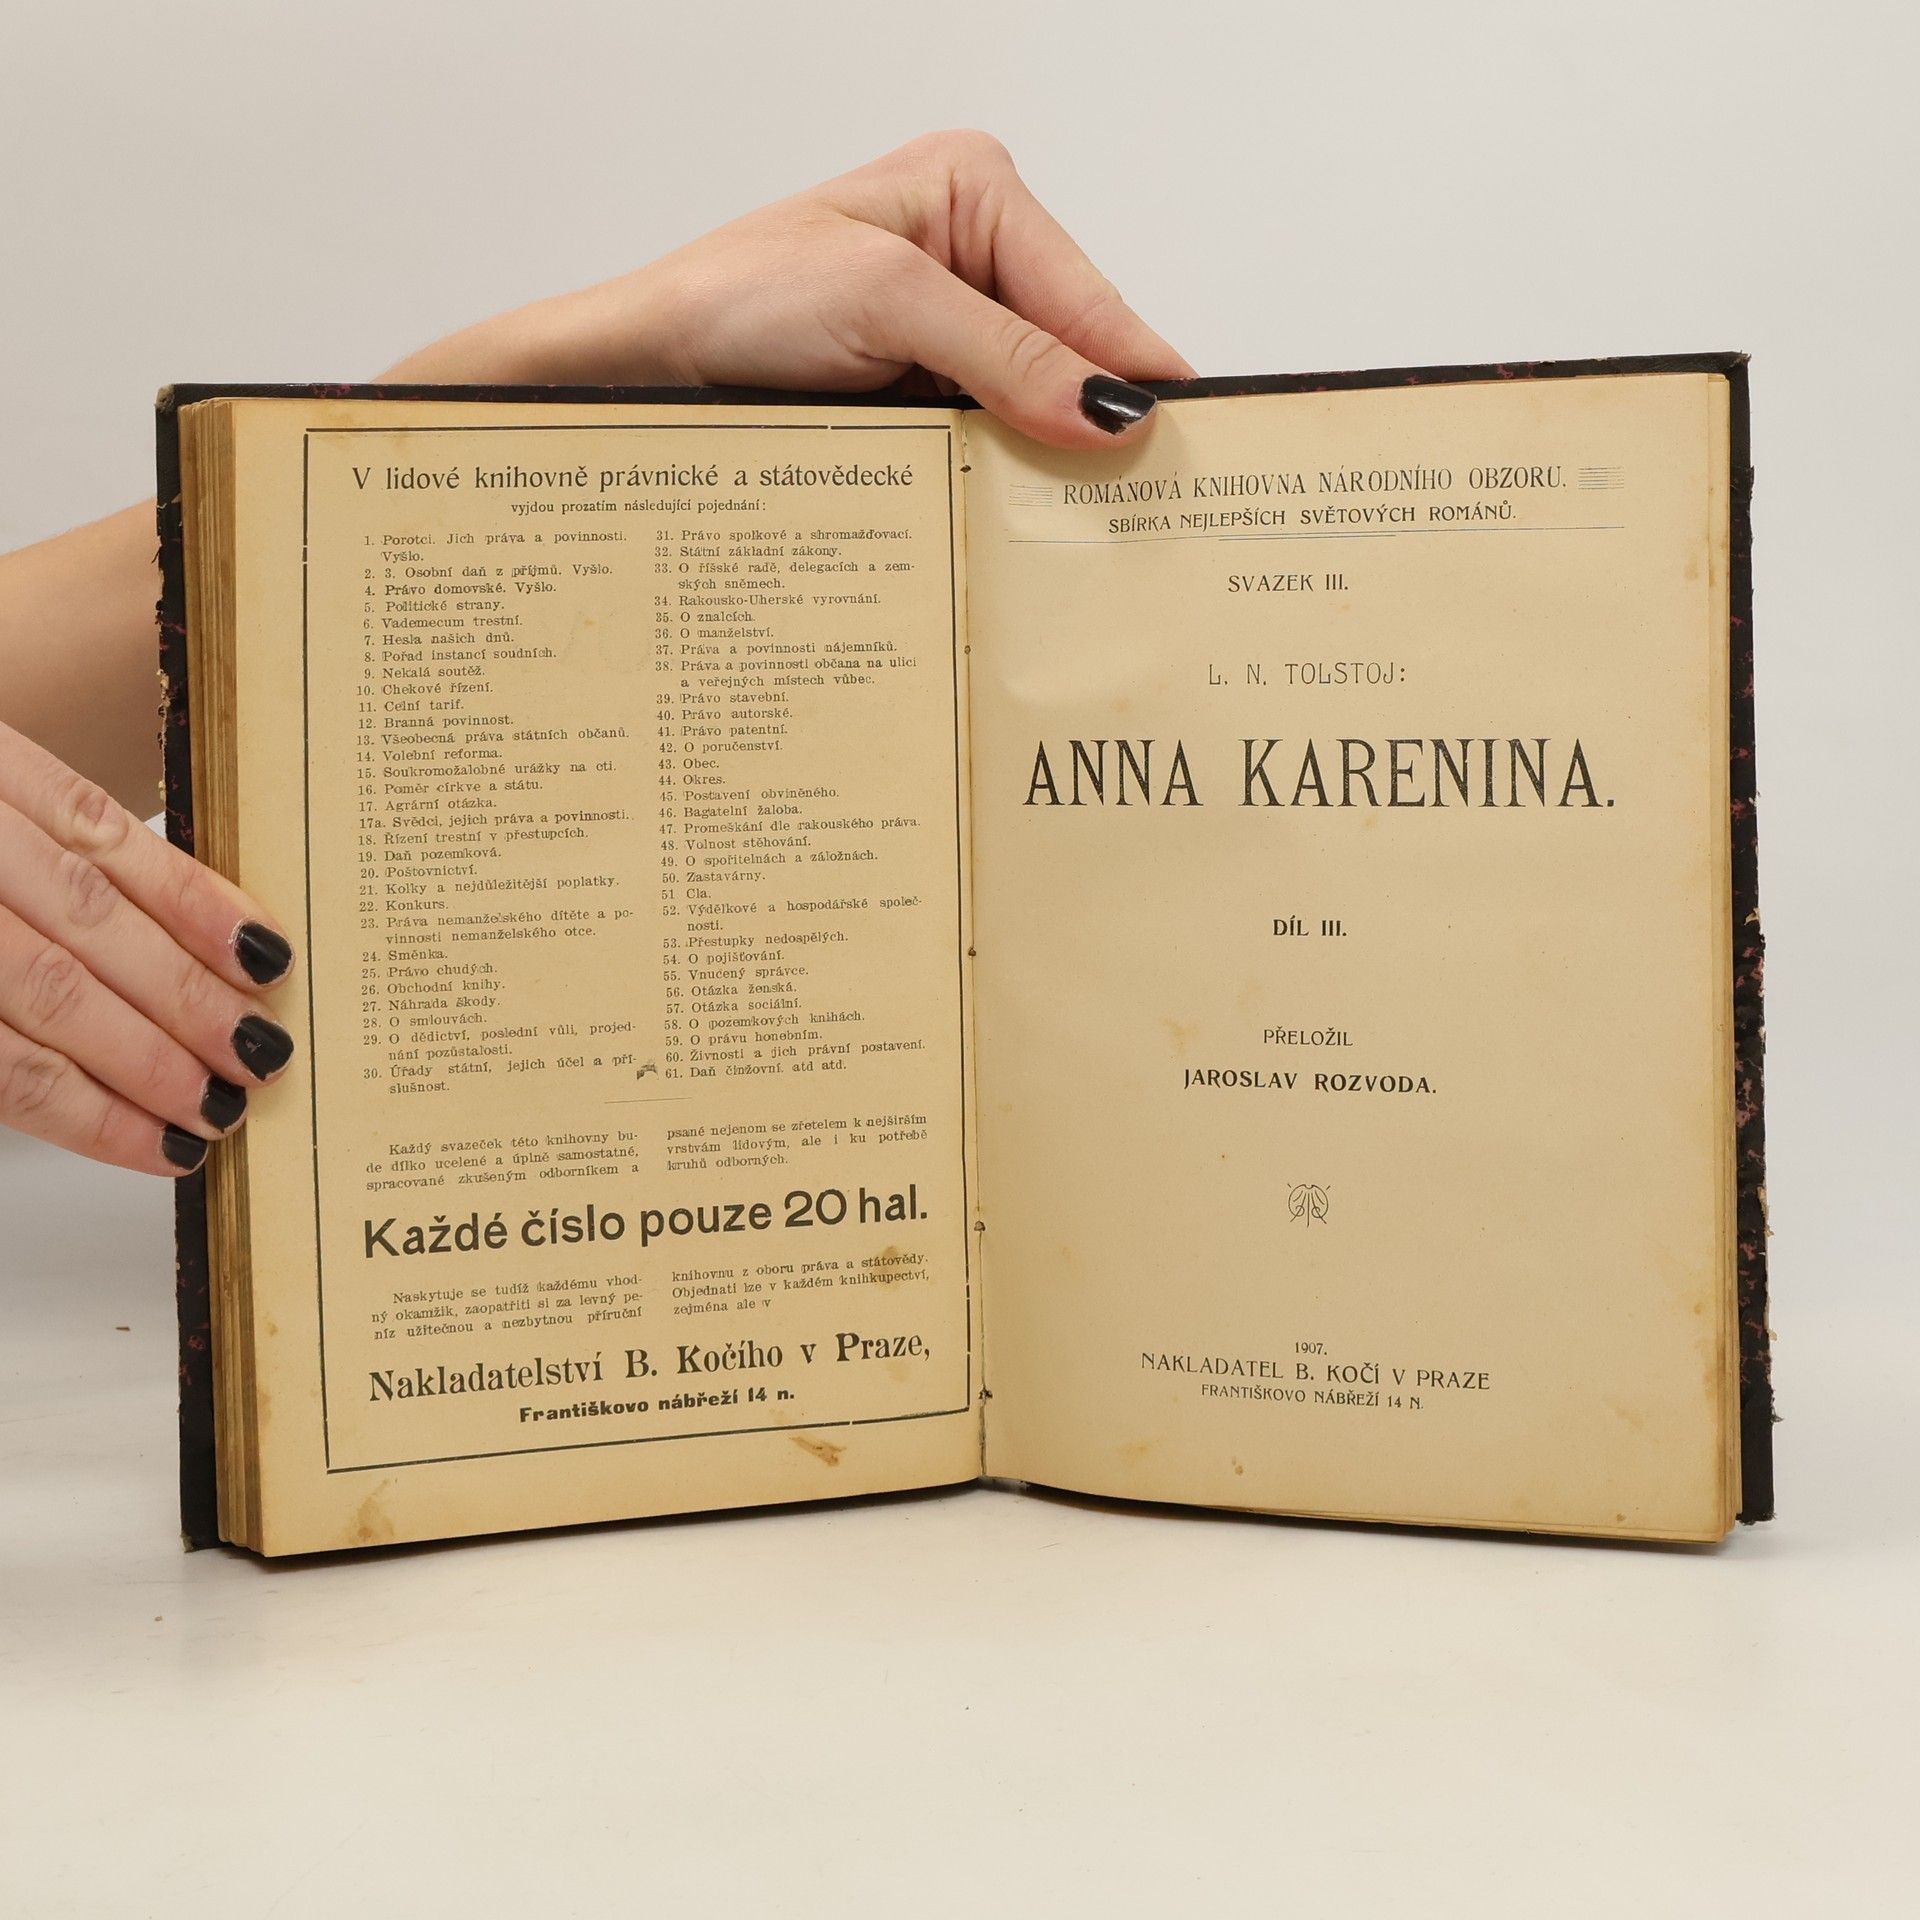 V lidové knihovně právnické a státovědecké
vyjdou prozatím následující pojednání:
1. Porotci. Jich práva a povinnosti.
Vyšlo.
2. 3. Osobní daň z příjmů. Vyšlo.
4. Právo domovské. Vyšlo.
5. Politické strany.
6. Vademecum trestní.
7. Hesla našich dnů.
8. Pořad instancí soudních.
9. Nekalá soutěž.
10. Chekové řízení.
11. Celní tarif.
12. Branná povinnost.
13. Všeobecná práva státních občanů.
14. Volební reforma.
15. Soukromožalobné urážky na cti.
16. Poměr církve a státu.
17. Agrární otázka.
17a. Svědci, jejich práva a povinnosti.
18. Řízení trestní v přestupcích.
19. Daň pozemková.
20. Poštovnictví.
21. Kolky a nejdůležitější poplatky.
22. Konkurs.
23. Práva nemanželského dítěte a po-
vinnosti nemanželského otce.
24. Směnka.
25. Právo chudých.
26. Obchodní knihy.
27. Náhrada škody.
28. O smlouvách.
29. O dědictví, poslední vůli, projed-
nání pozůstalosti.
30. Úřady státní, jejich účel a pří-
slušnost.
31. Právo spolkové a shromažďovací.
32. Státní základní zákony.
33. O říšské radě, delegacích a zem-
ských sněmech.
34. Rakousko-Uherské vyrovnání.
35. O znalcích.
36. O manželství.
37. Práva a povinnosti nájemníků.
38. Práva a povinnosti občana na ulici
a veřejných místech vůbec.
39. Právo stavební.
40. Právo autorské.
41. Právo patentní.
42. O poručenství.
43. Obec.
44. Okres.
45. Postavení obviněného.
46. Bagatelní žaloba.
47. Promeškání dle rakouského práva.
48. Volnost stěhování.
49. O spořitelnách a záložnách.
50. Zastavárny.
51 Cla.
52. Výdělkové a hospodářské společ-
nosti.
53. Přestupky nedospělých.
54. O pojišťování.
55. Vnucený správce.
56. Otázka ženská.
57. Otázka sociální.
58. O pozemkových knihách.
59. O právu honebním.
60. Živnosti a jich právní postavení.
61. Daň činžovní. atd atd.
Každý svazeček této knihovny bu-
de dílko ucelené a úplně samostatné,
spracované zkušeným odborníkem a
psané nejenom se zřetelem k nejširším
vrstvám lidovým, ale i ku potřebě
kruhů odborných.
Každé číslo pouze 20 hal.
Naskytuje se tudíž každému vhod-
ný okamžik, zaopatřiti si za levný pe-
níz užitečnou a nezbytnou příruční
knihovnu z oboru práva a státovědy.
Objednati lze v každém knihkupectví,
zejména ale v
Nakladatelství B. Kočího v Praze,
Františkovo nábřeží 14 n.
ROMÁNOVÁ KNIHOVNA NÁRODNÍHO OBZORU.
SBÍRKA NEJLEPŠÍCH SVĚTOVÝCH ROMÁNŮ.
SVAZEK III.
L. N. TOLSTOJ:
ANNA KARENINA.
DÍL III.
PŘELOŽIL
JAROSLAV ROZVODA.
1907.
NAKLADATEL B. KOČÍ V PRAZE
FRANTIŠKOVO NÁBŘEŽÍ 14 N.